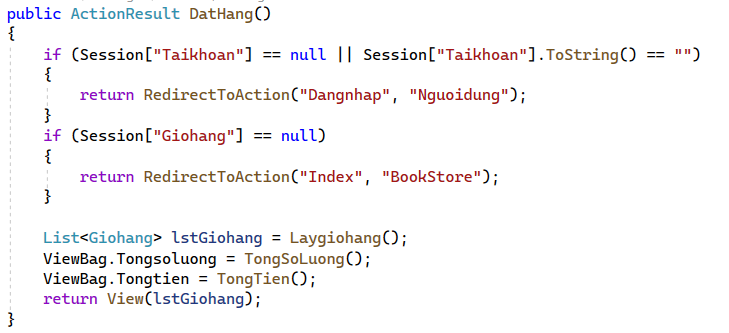 public ActionResult DatHang()
{
    if (Session["Taikhoan"] == null || Session["Taikhoan"].ToString() == "")
    {
        return RedirectToAction("Dangnhap", "Nguoidung");
    }
    if (Session["Giohang"] == null)
    {
        return RedirectToAction("Index", "BookStore");
    }

    List<Giohang> lstGiohang = Laygiohang();
    ViewBag.Tongsoluong = TongSoLuong();
    ViewBag.Tongtien = TongTien();
    return View(lstGiohang);
}